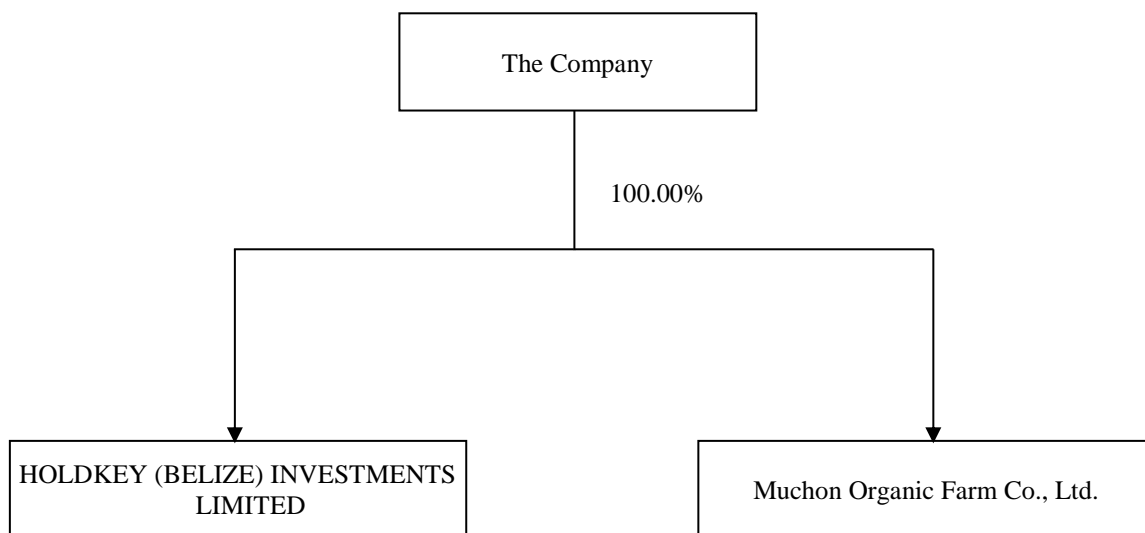 The Company
100.00%
HOLDKEY (BELIZE) INVESTMENTS
LIMITED
Muchon Organic Farm Co., Ltd.